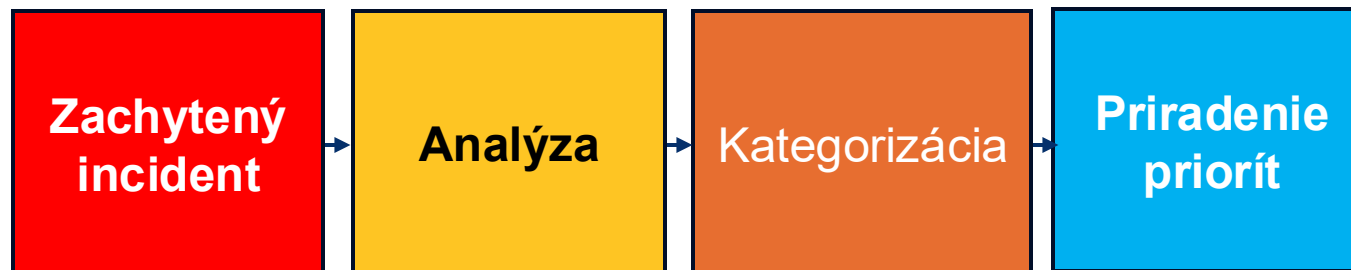 Zachytený
incident
Analýza
Kategorizácia
Priradenie
priorít